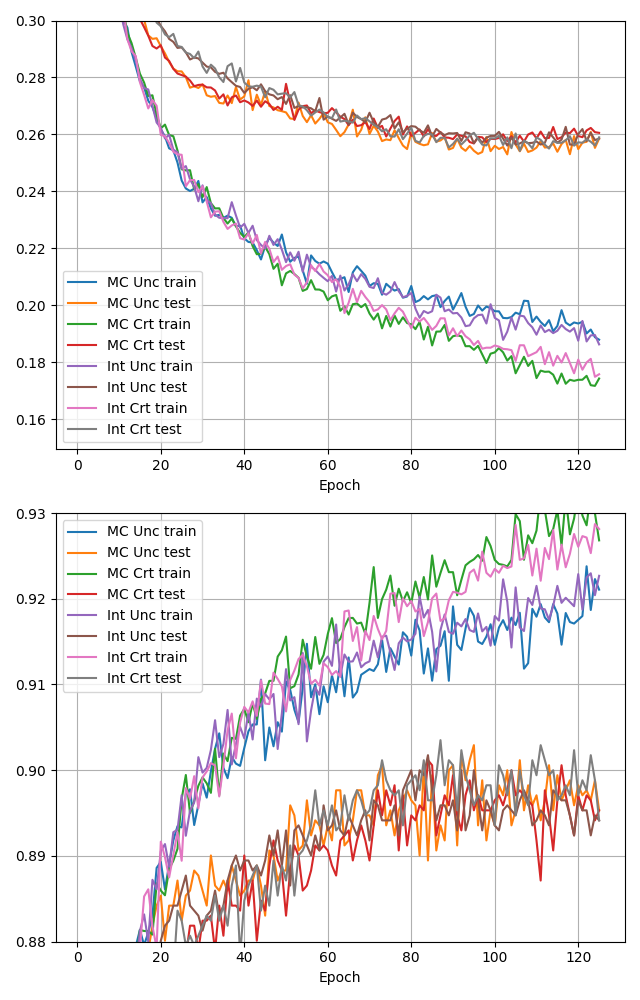 0.30
0.28
0.26
0.24
0.22
0.20
0.18
0.16
MC Unc train
MC Unc test
MC Crt train
MC Crt test
Int Unc train
Int Unc test
Int Crt train
Int Crt test
0 20 40 60 80 100 120
Epoch
0.93
0.92
0.91
0.90
0.89
0.88
MC Unc train
MC Unc test
MC Crt train
MC Crt test
Int Unc train
Int Unc test
Int Crt train
Int Crt test
0 20 40 60 80 100 120
Epoch